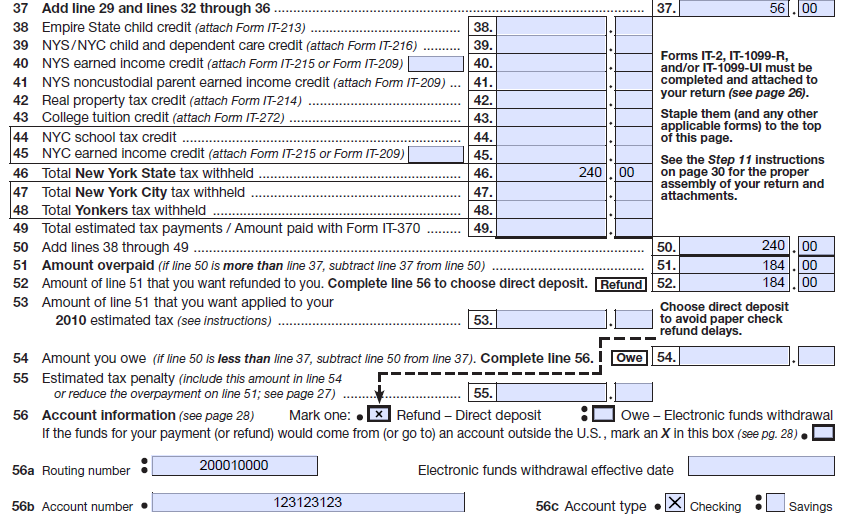 37 Add line 29 and lines 32 through 36 37. 56 . 00
38 Empire State child credit (attach Form IT-213) 38. .
39 NYS/NYC child and dependent care credit (attach Form IT-216) 39. .
40 NYS earned income credit (attach Form IT-215 or Form IT-209) 40. .
41 NYS noncustodial parent earned income credit (attach Form IT-209) ... 41. .
42 Real property tax credit (attach Form IT-214) 42. .
43 College tuition credit (attach Form IT-272) 43. .
44 NYC school tax credit 44. .
45 NYC earned income credit (attach Form IT-215 or Form IT-209) 45. .
46 Total New York State tax withheld 46. 240 . 00
47 Total New York City tax withheld 47. .
48 Total Yonkers tax withheld 48. .
49 Total estimated tax payments / Amount paid with Form IT-370 49. .
Forms IT-2, IT-1099-R,
and/or IT-1099-UI must be
completed and attached to
your return (see page 26).
Staple them (and any other
applicable forms) to the top
of this page.
See the Step 11 instructions
on page 30 for the proper
assembly of your return and
attachments.
50 Add lines 38 through 49 50. 240 . 00
51 Amount overpaid (if line 50 is more than line 37, subtract line 37 from line 50) 51. 184 . 00
52 Amount of line 51 that you want refunded to you. Complete line 56 to choose direct deposit. Refund 52. 184 . 00
53 Amount of line 51 that you want applied to your
2010 estimated tax (see instructions) 53. .
Choose direct deposit
to avoid paper check
refund delays.
54 Amount you owe (if line 50 is less than line 37, subtract line 50 from line 37). Complete line 56. Owe 54. .
55 Estimated tax penalty (include this amount in line 54
or reduce the overpayment on line 51; see page 27) 55. .
56 Account information (see page 28) Mark one: • x Refund – Direct deposit Owe – Electronic funds withdrawal
If the funds for your payment (or refund) would come from (or go to) an account outside the U.S., mark an X in this box (see pg. 28) •
56a Routing number 200010000 Electronic funds withdrawal effective date
56b Account number • 123123123 56c Account type • X Checking Savings